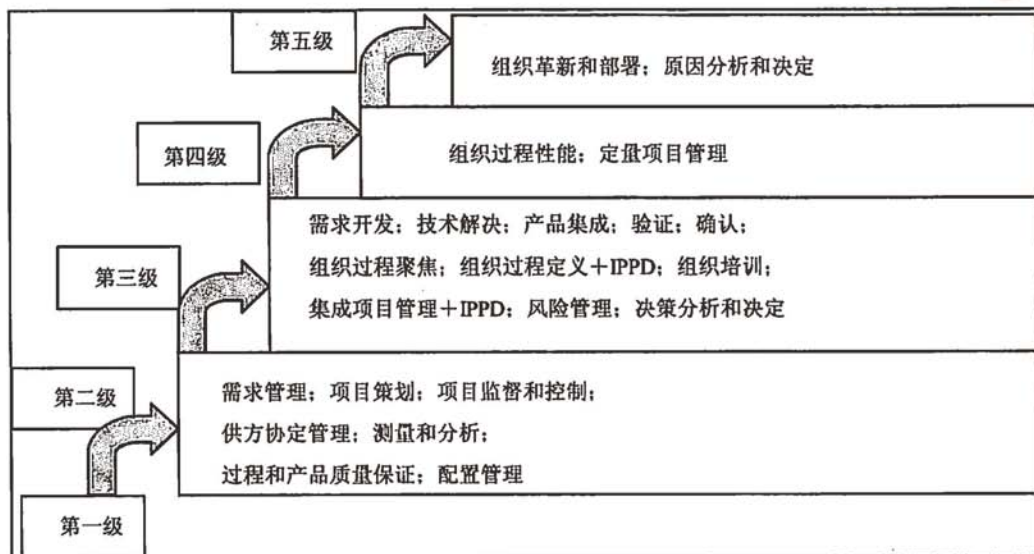 第五级
组织革新和部署；原因分析和决定
第四级
组织过程性能；定量项目管理
需求开发；技术解决；产品集成；验证；确认；
第三级
组织过程聚焦；组织过程定义＋IPPD；组织培训；
集成项目管理＋IPPD；风险管理；决策分析和决定
第二级
需求管理；项目策划；项目监督和控制；
供方协定管理；测量和分析；
过程和产品质量保证；配置管理
第一级